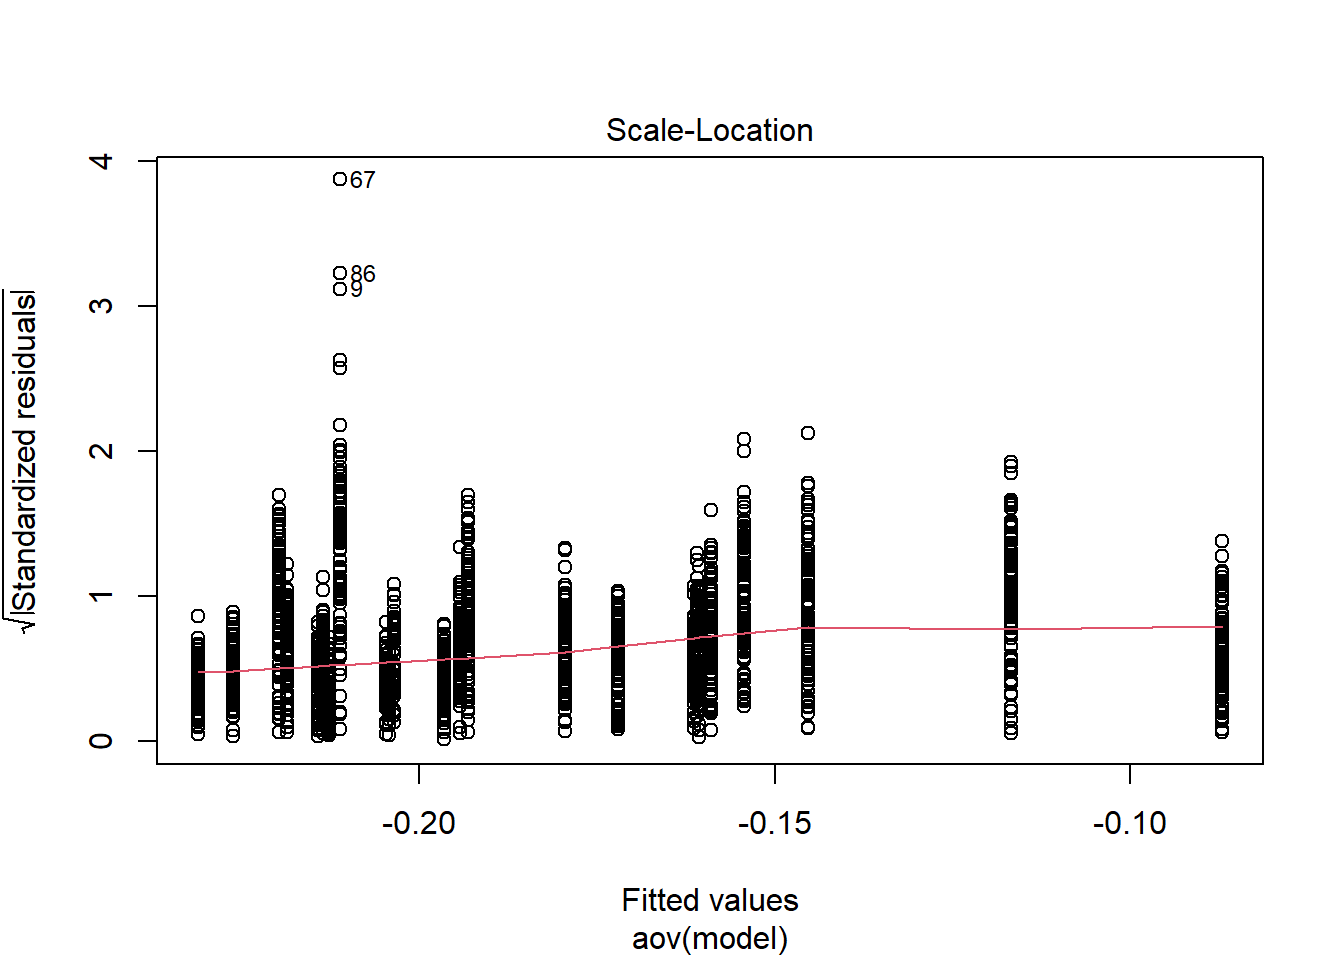 Scale-Location
√|Standardized residuals|
4
3
2
1
0
67
86
9
-0.20
-0.15
-0.10
Fitted values
aov(model)